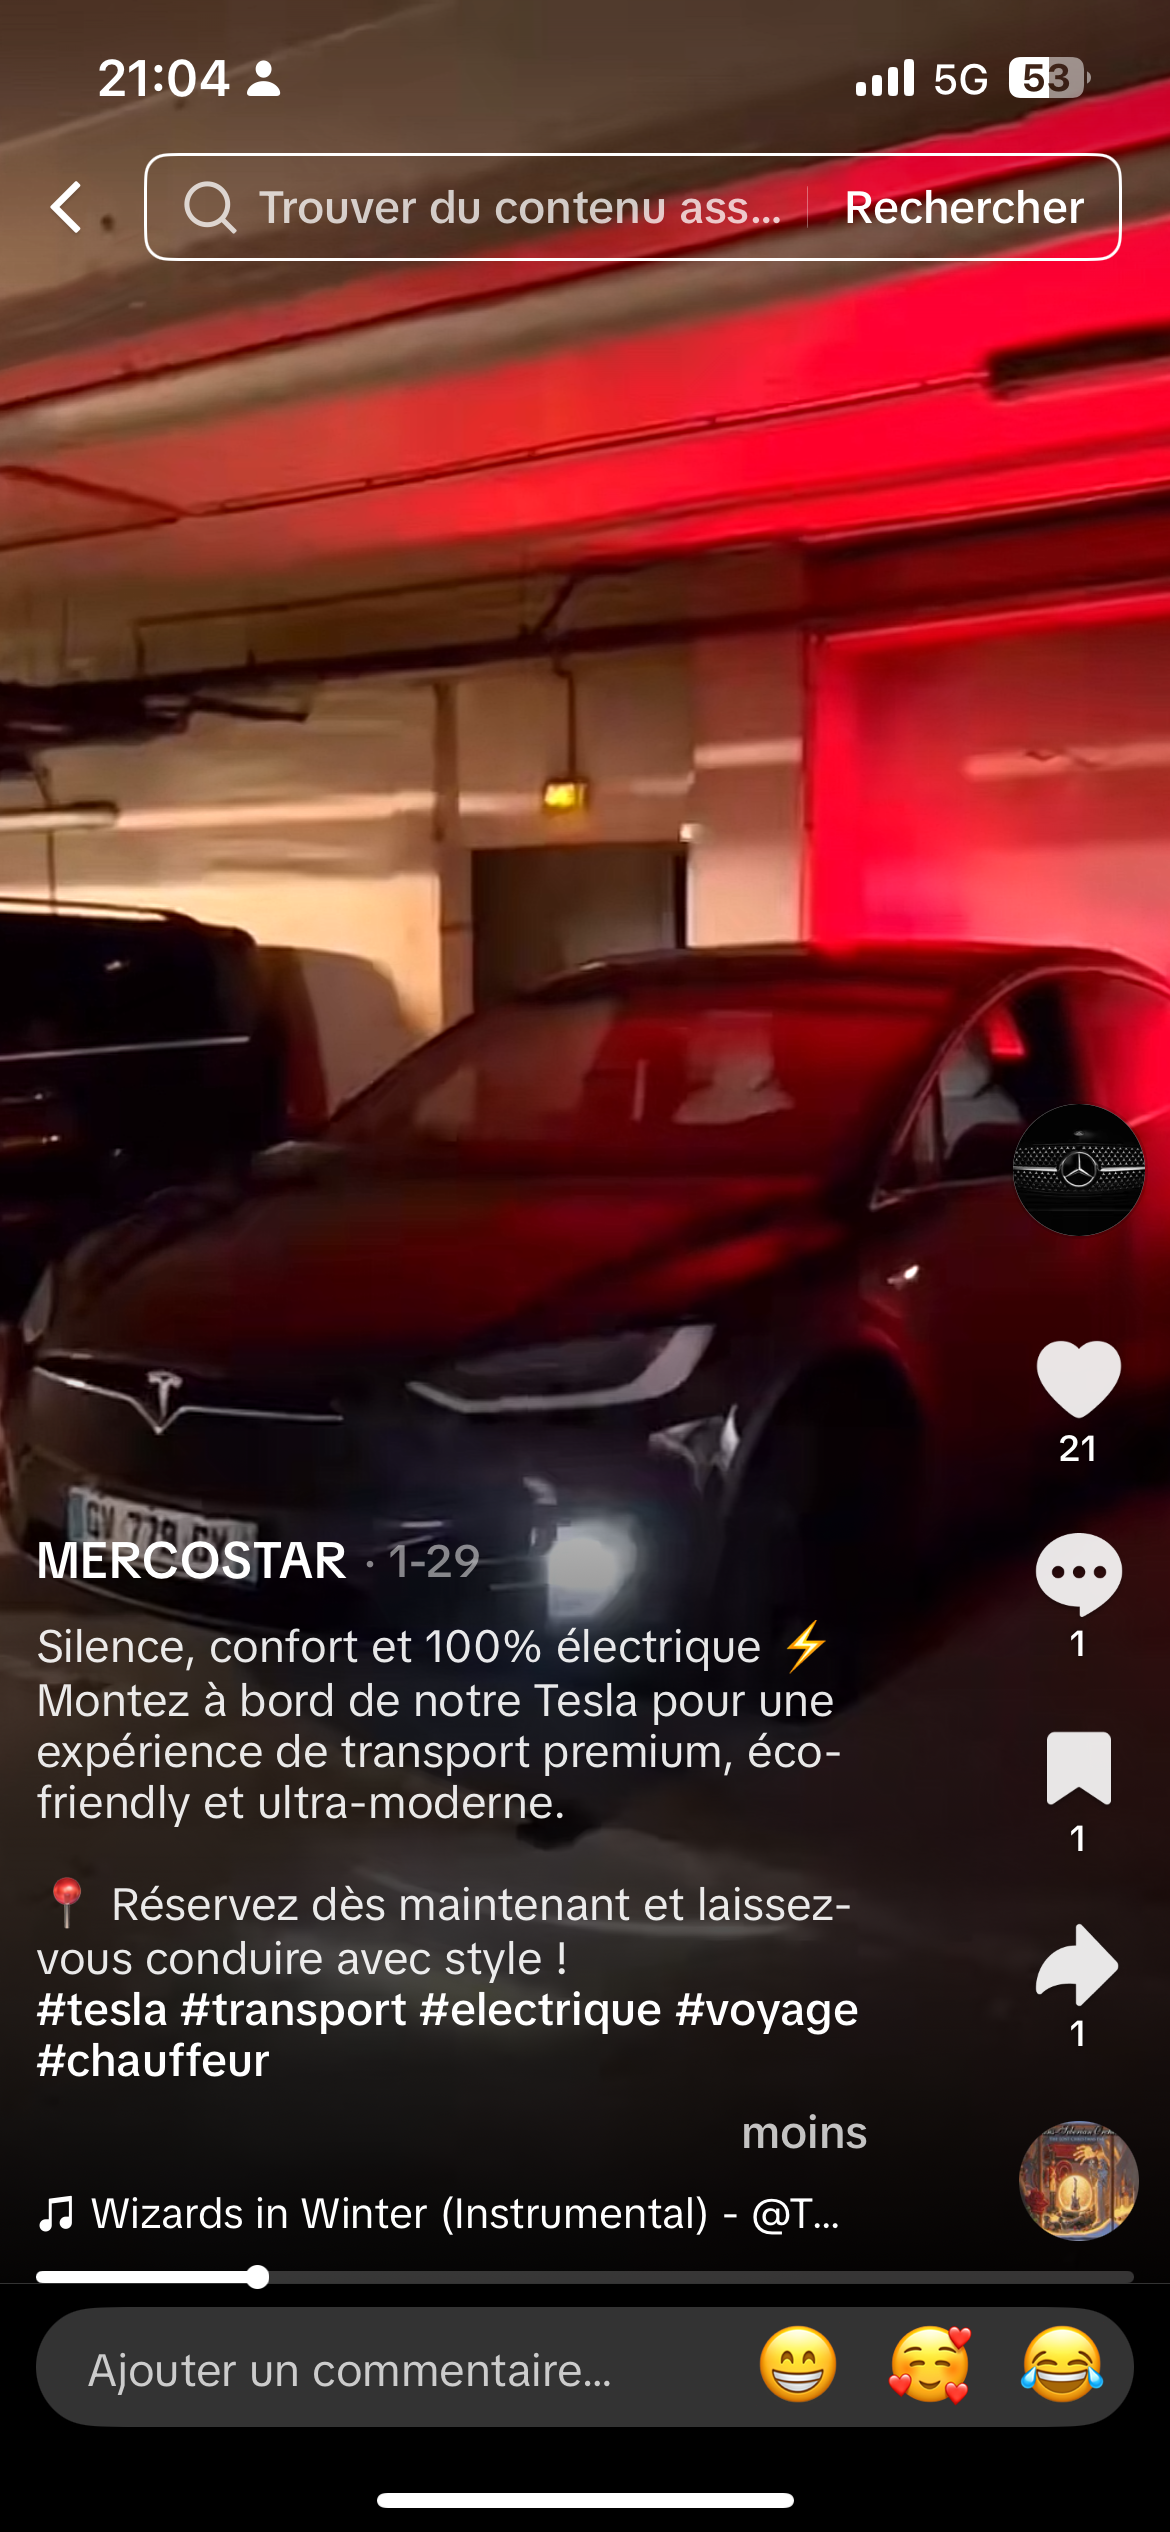 21:04
5G
53
Trouver du contenu ass...
Rechercher
21
MERCOSTAR · 1-29
1
Silence, confort et 100% électrique ⚡
Montez à bord de notre Tesla pour une
expérience de transport premium, éco-
friendly et ultra-moderne.
1
📍 Réservez dès maintenant et laissez-
vous conduire avec style !
#tesla #transport #electrique #voyage
#chauffeur
1
moins
Wizards in Winter (Instrumental) - @T...
Ajouter un commentaire...